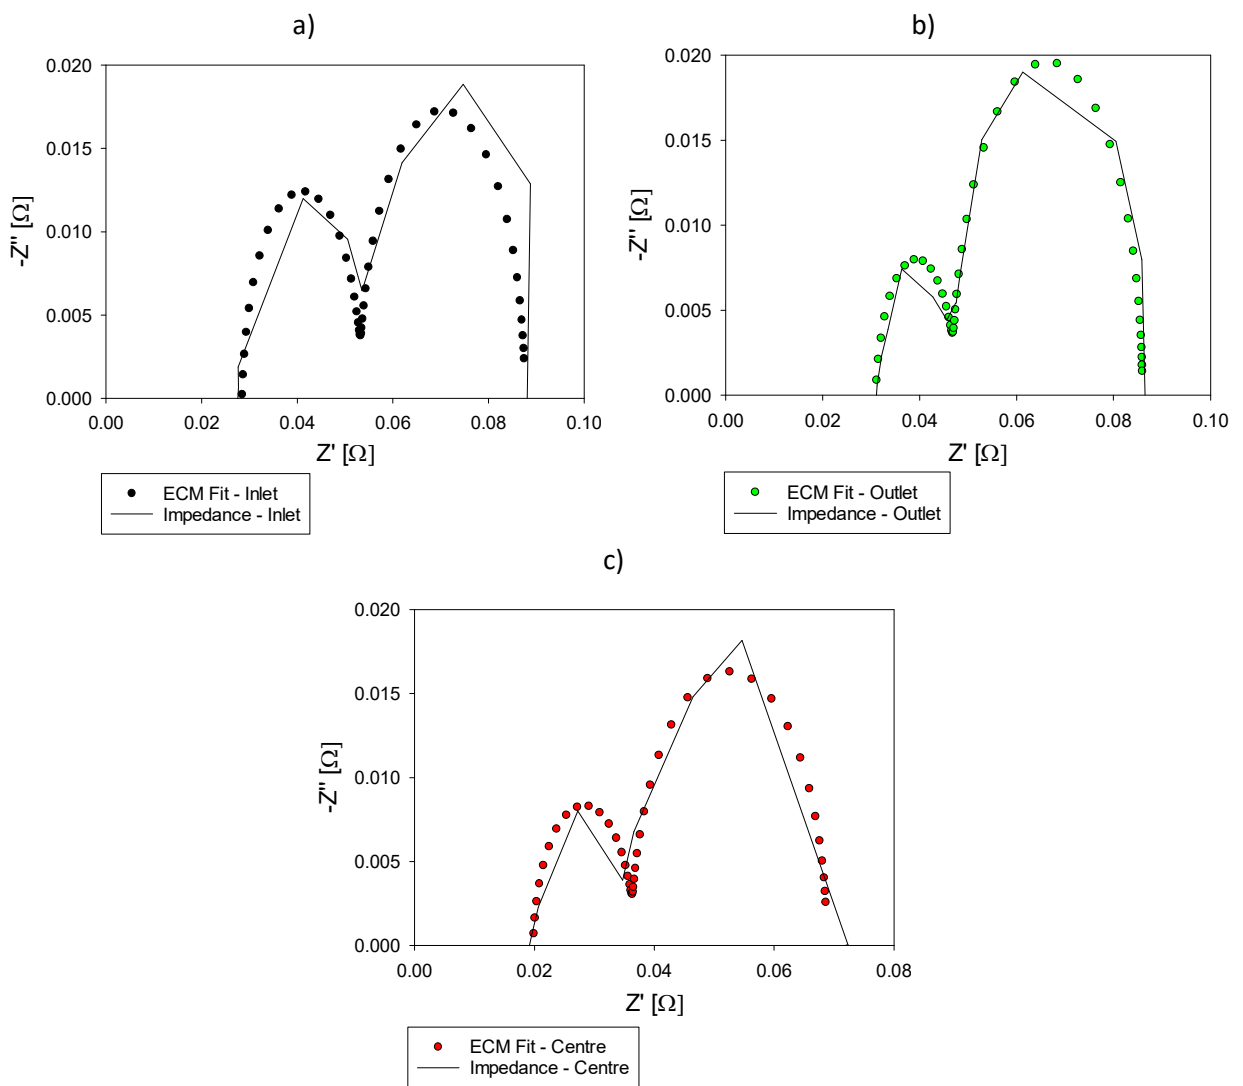 a)
0.020
0.015
0.010
0.005
0.000
-Z'' [Ω]
0.00 0.02 0.04 0.06 0.08 0.10
Z' [Ω]
ECM Fit - Inlet
Impedance - Inlet
b)
0.020
0.015
0.010
0.005
0.000
-Z'' [Ω]
0.00 0.02 0.04 0.06 0.08 0.10
Z' [Ω]
ECM Fit - Outlet
Impedance - Outlet
c)
0.020
0.015
0.010
0.005
0.000
-Z'' [Ω]
0.00 0.02 0.04 0.06 0.08
Z' [Ω]
ECM Fit - Centre
Impedance - Centre